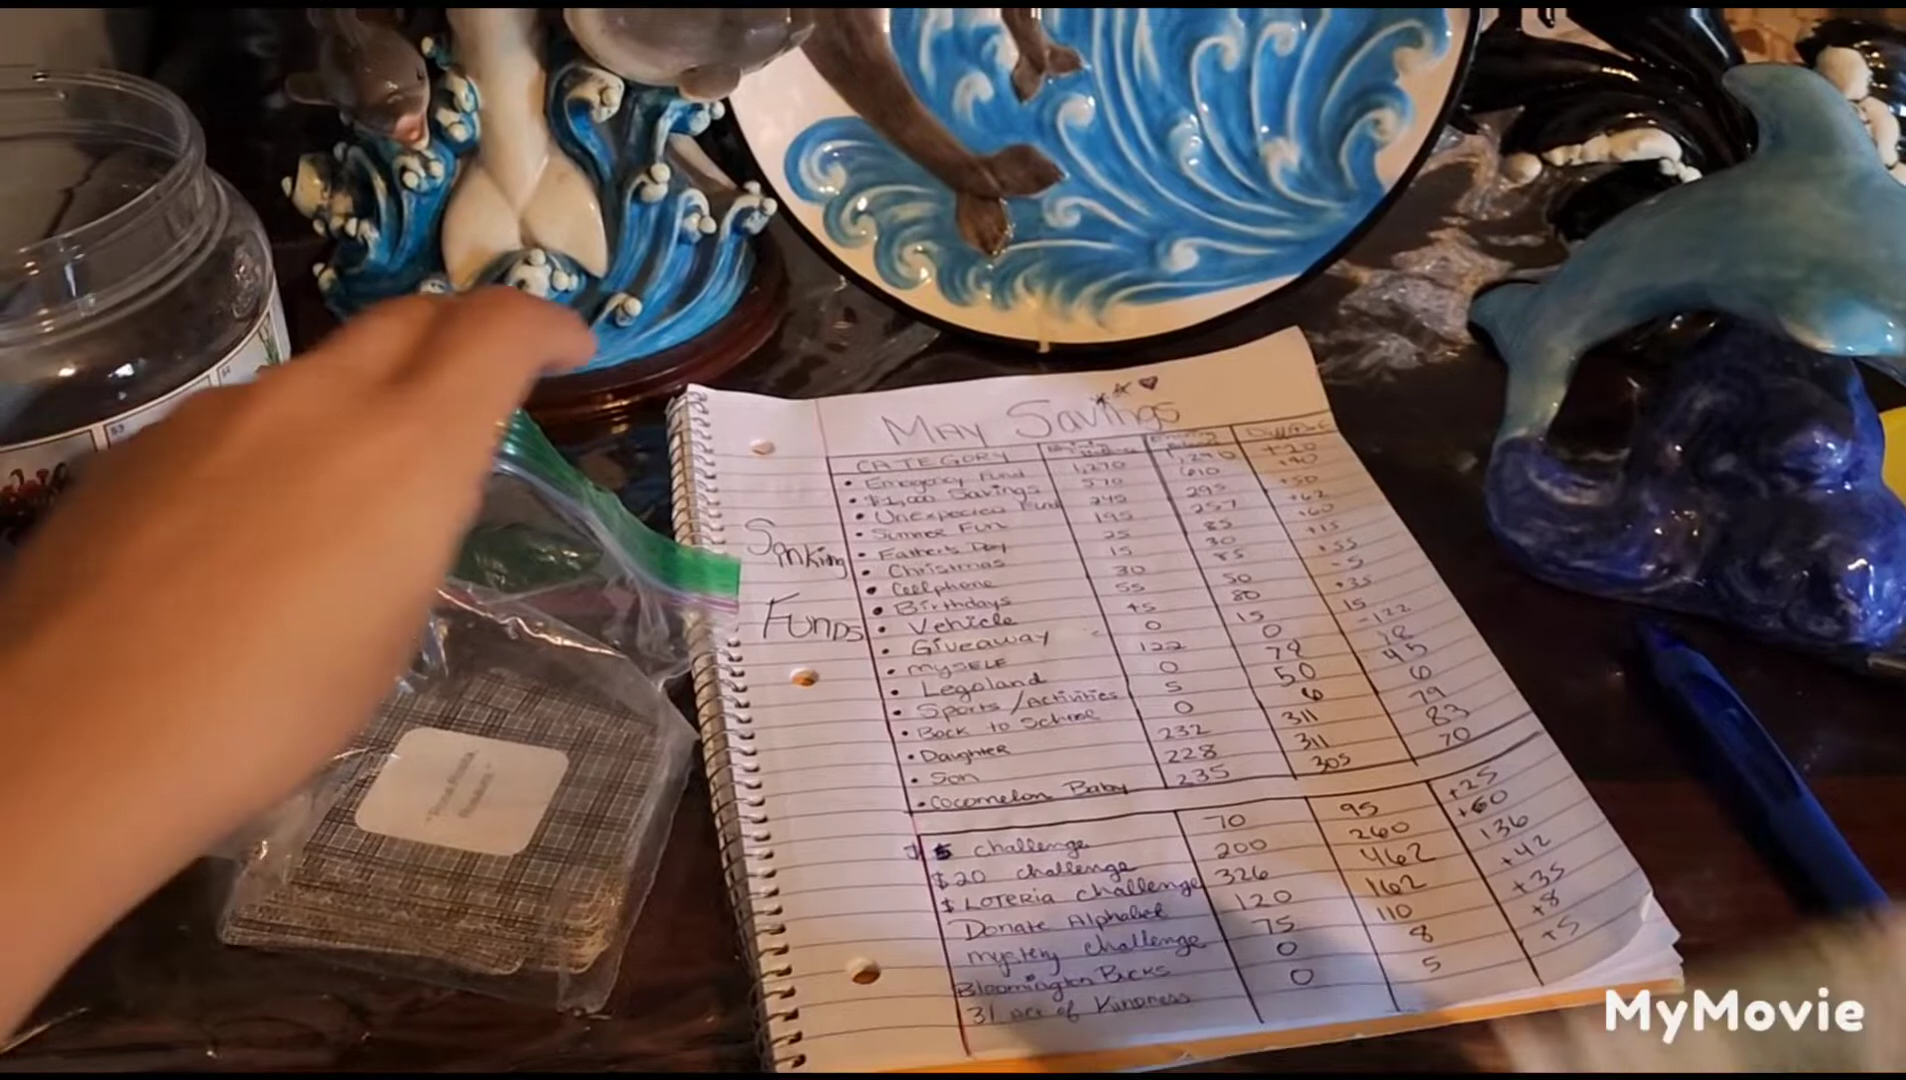 May Savings
CATEGORY
Sinking Funds
• Emergency Fund 1,270 1,290 +20
• $1,000 Savings 570 610 +40
• Unexpected Fund 245 295 +50
• Summer Fun 195 257 +62
• Father's Day 25 85 +60
• Christmas 15 30 +15
• Cellphone 30 85 +55
• Birthdays 55 50 -5
• Vehicle 45 80 +35
• Giveaway 0 15 15
• MYSELF 122 0 -122
• Legoland 0 78 78
• Sports/Activities 5 50 45
• Back to School 0 6 6
• Daughter 232 311 79
• Son 228 311 83
• Cocomelon Baby 235 305 70
$ 5 challenge 70 95 +25
$20 challenge 200 260 +60
$ LOTERIA challenge 326 462 136
Donate Alphabet 120 162 +42
mystery challenge 75 110 +35
Bloomington Bucks 0 8 +8
31 ace of Kindness 0 5 +5
MyMovie